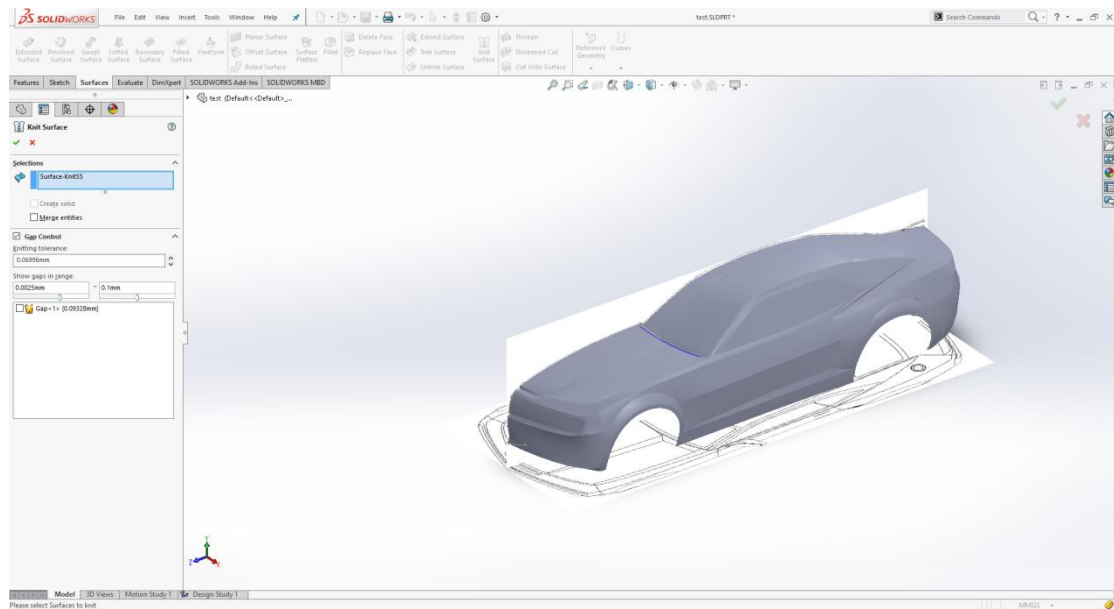 SOLIDWORKS File Edit View Insert Tools Window Help test.SLDPRT * Search Commands
Extruded Surface Revolved Surface Swept Surface Lofted Surface Boundary Surface Filled Surface Freeform Planar Surface Offset Surface Ruled Surface Surface Flatten Fillet Delete Face Replace Face Extend Surface Trim Surface Untrim Surface Knit Surface Thicken Thickened Cut Cut With Surface Reference Geometry Curves
Features Sketch Surfaces Evaluate DimXpert SOLIDWORKS Add-Ins SOLIDWORKS MBD
test (Default<<Default>_...
Knit Surface
Selections
Surface-Knit55
Create solid
Merge entities
Gap Control
Knitting tolerance:
0.06996mm
Show gaps in range:
0.0025mm ~ 0.1mm
Gap<1> [0.09328mm]
Y
Z
X
Model 3D Views Motion Study 1 Design Study 1
Please select Surfaces to knit MMGS